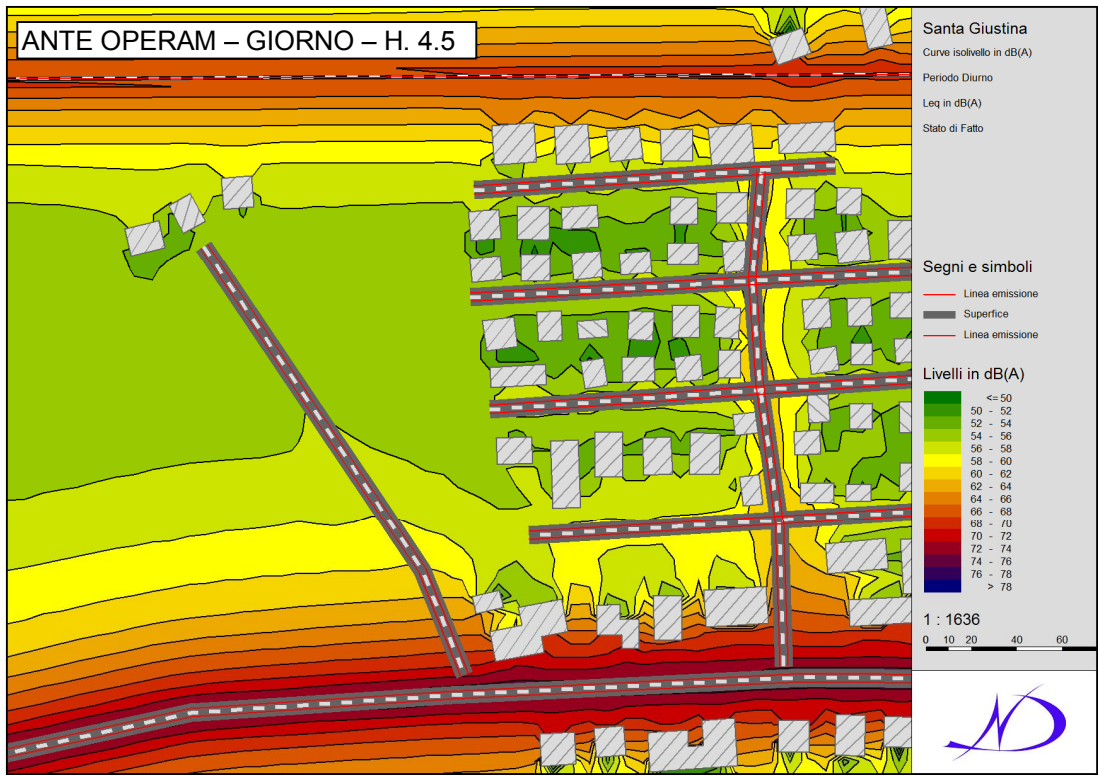 ANTE OPERAM – GIORNO – H. 4.5
Santa Giustina
Curve isolivello in dB(A)
Periodo Diurno
Leq in dB(A)
Stato di Fatto
Segni e simboli
Linea emissione
Superfice
Linea emissione
Livelli in dB(A)
<= 50
50 - 52
52 - 54
54 - 56
56 - 58
58 - 60
60 - 62
62 - 64
64 - 66
66 - 68
68 - 70
70 - 72
72 - 74
74 - 76
76 - 78
> 78
1 : 1636
0 10 20 40 60